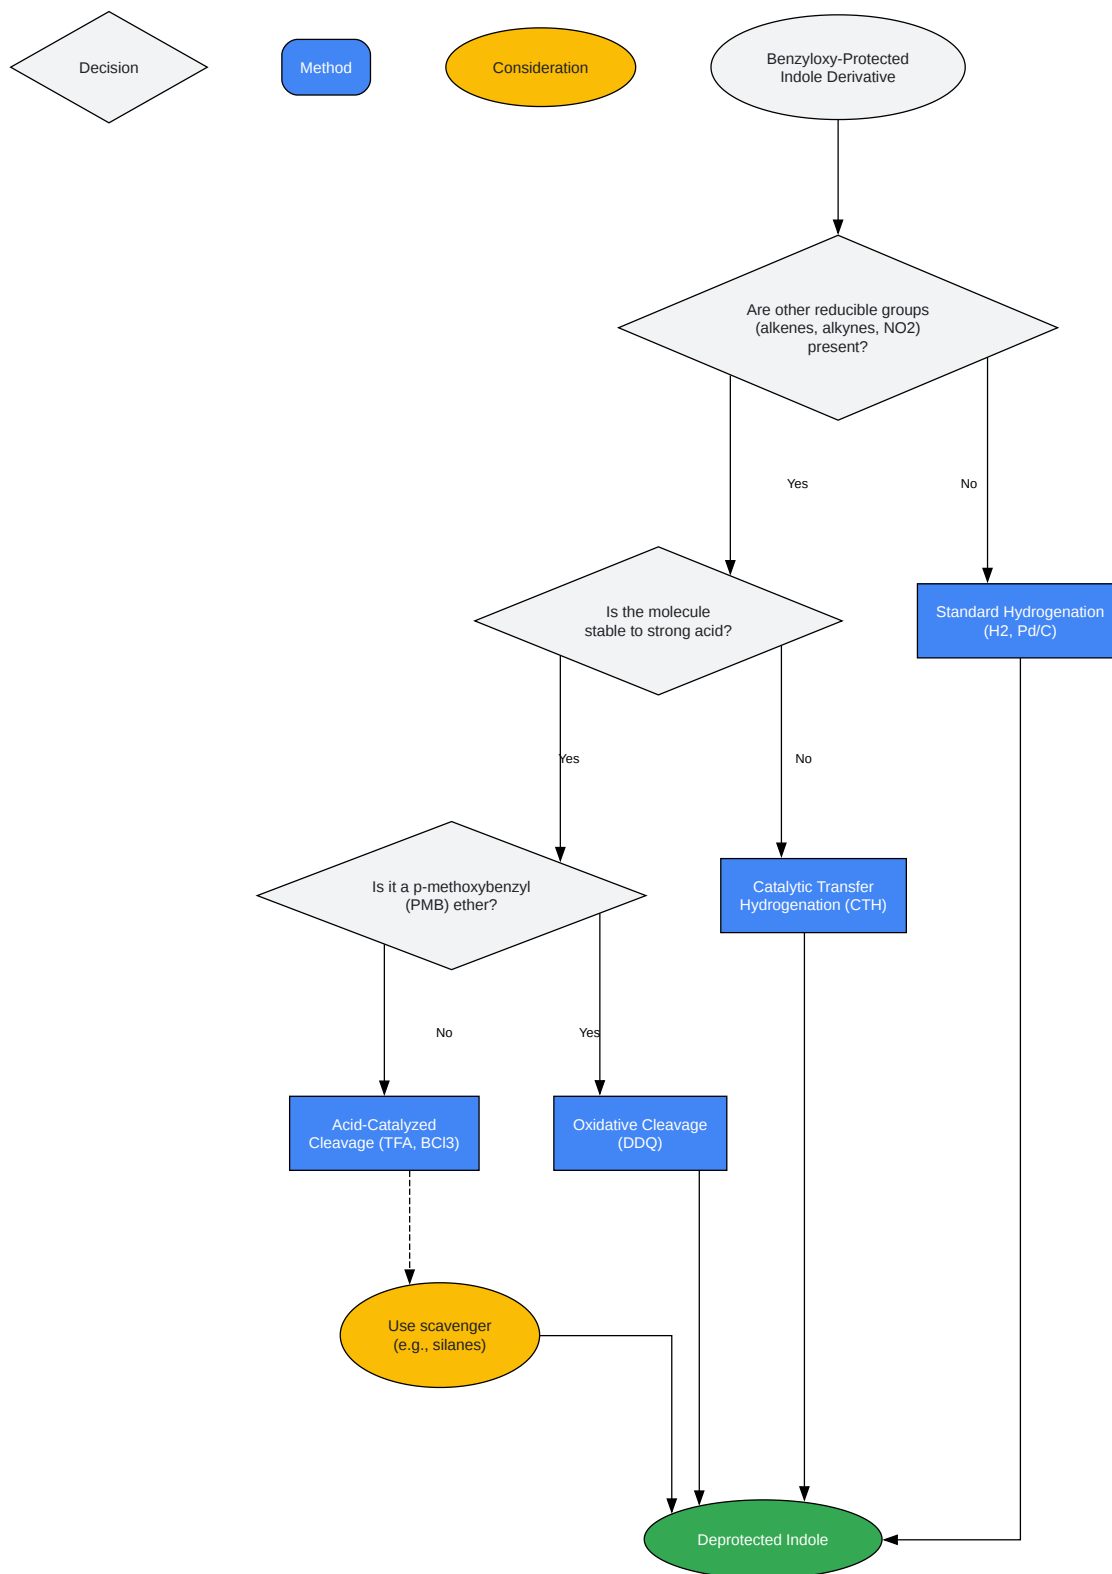 Decision
Method
Consideration
Benzyloxy-Protected
Indole Derivative
Are other reducible groups
(alkenes, alkynes, NO2)
present?
Yes
No
Is the molecule
stable to strong acid?
Standard Hydrogenation
(H2, Pd/C)
Yes
No
Is it a p-methoxybenzyl
(PMB) ether?
Catalytic Transfer
Hydrogenation (CTH)
No
Yes
Acid-Catalyzed
Cleavage (TFA, BCl3)
Oxidative Cleavage
(DDQ)
Use scavenger
(e.g., silanes)
Deprotected Indole